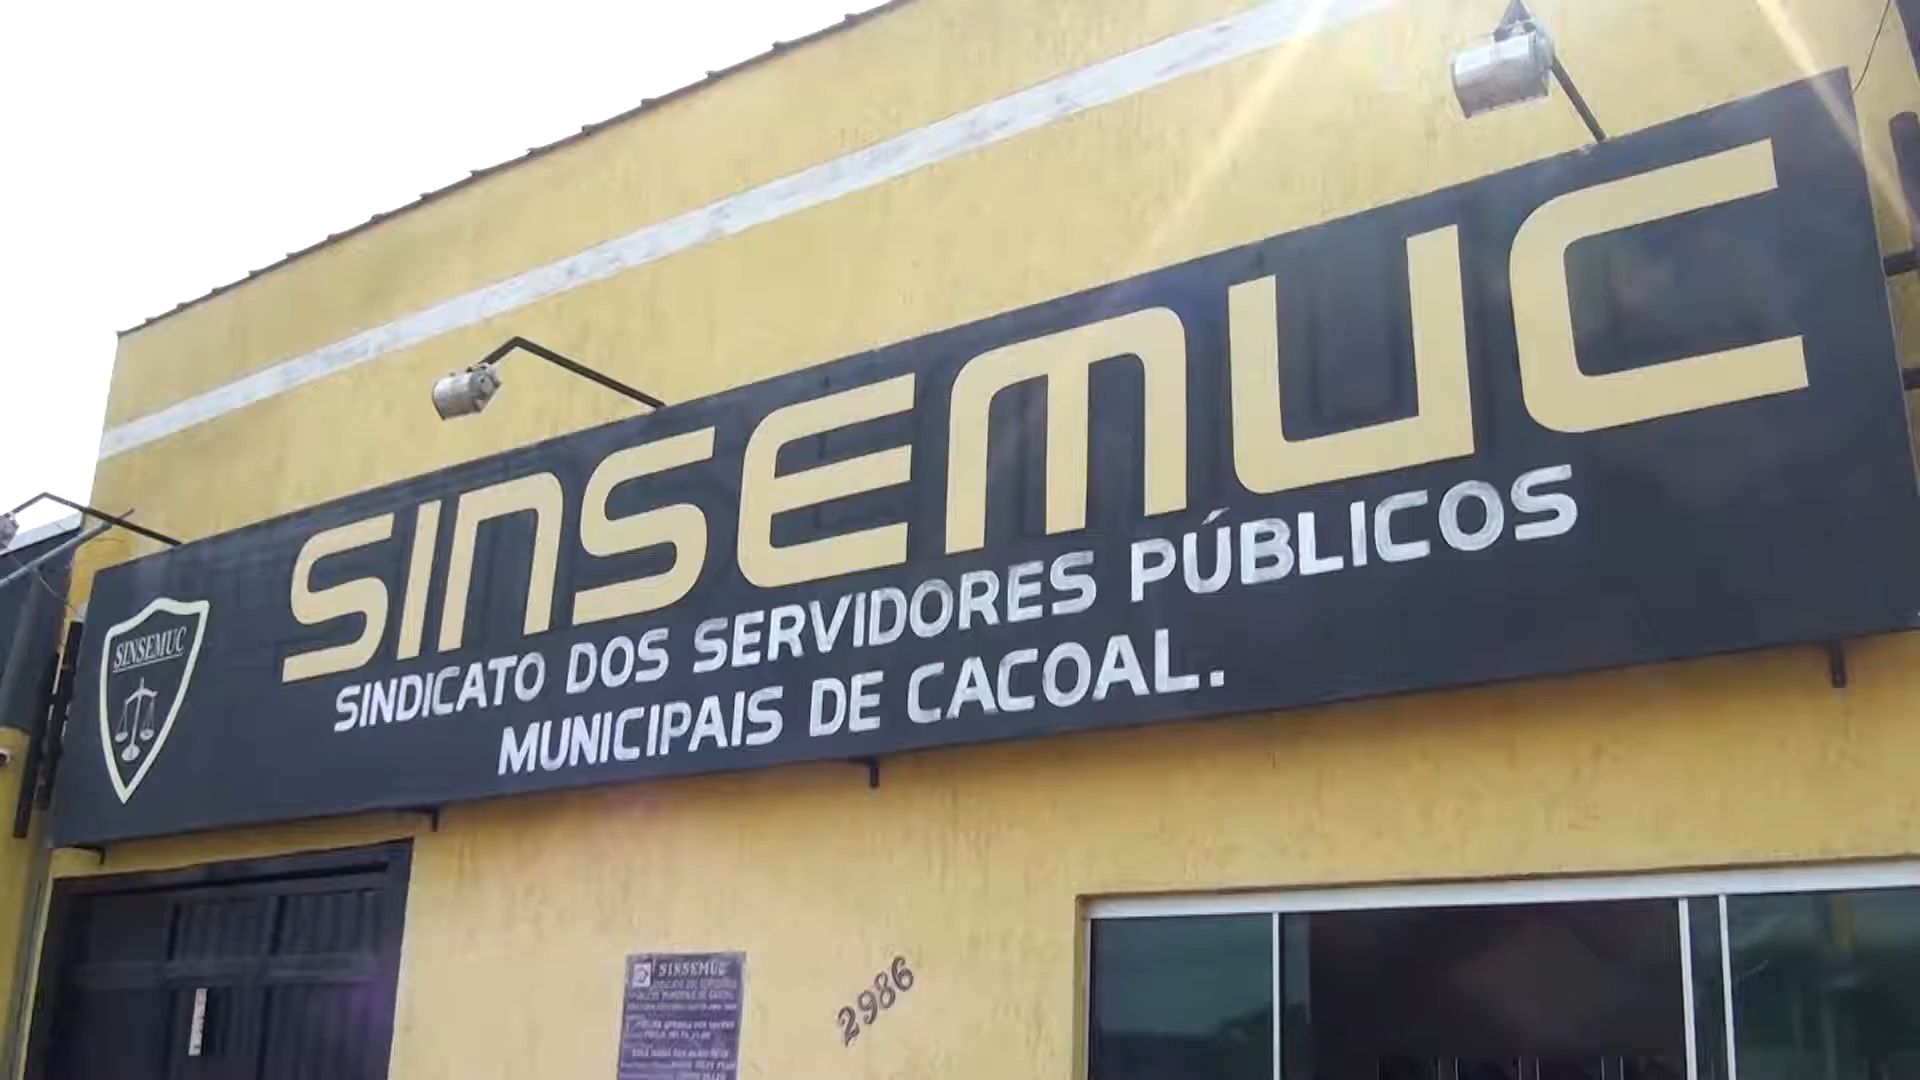 SINSEMUC
SINSEMUC
SINDICATO DOS SERVIDORES PÚBLICOS
MUNICIPAIS DE CACOAL.
SINSEMUC
2986